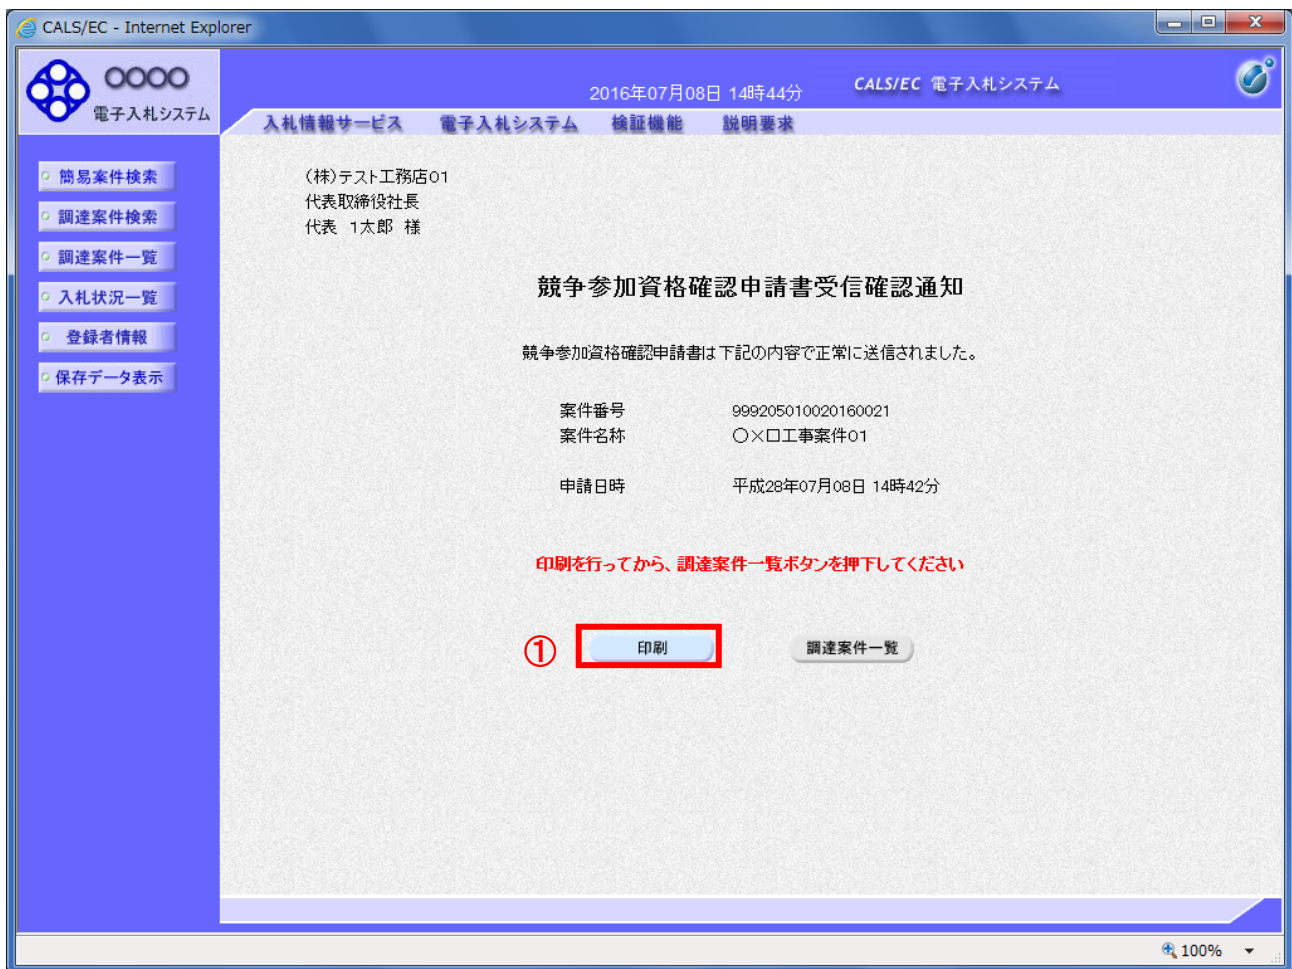 CALS/EC - Internet Explorer
〇〇〇〇
電子入札システム
2016年07月08日 14時44分
CALS/EC 電子入札システム
入札情報サービス 電子入札システム 検証機能 説明要求
簡易案件検索
調達案件検索
調達案件一覧
入札状況一覧
登録者情報
保存データ表示
(株)テスト工務店01
代表取締役社長
代表 1太郎 様
競争参加資格確認申請書受信確認通知
競争参加資格確認申請書は下記の内容で正常に送信されました。
案件番号 999205010020160021
案件名称 〇×口工事案件01
申請日時 平成28年07月08日 14時42分
印刷を行ってから、調達案件一覧ボタンを押下してください
① 印刷 調達案件一覧
100%